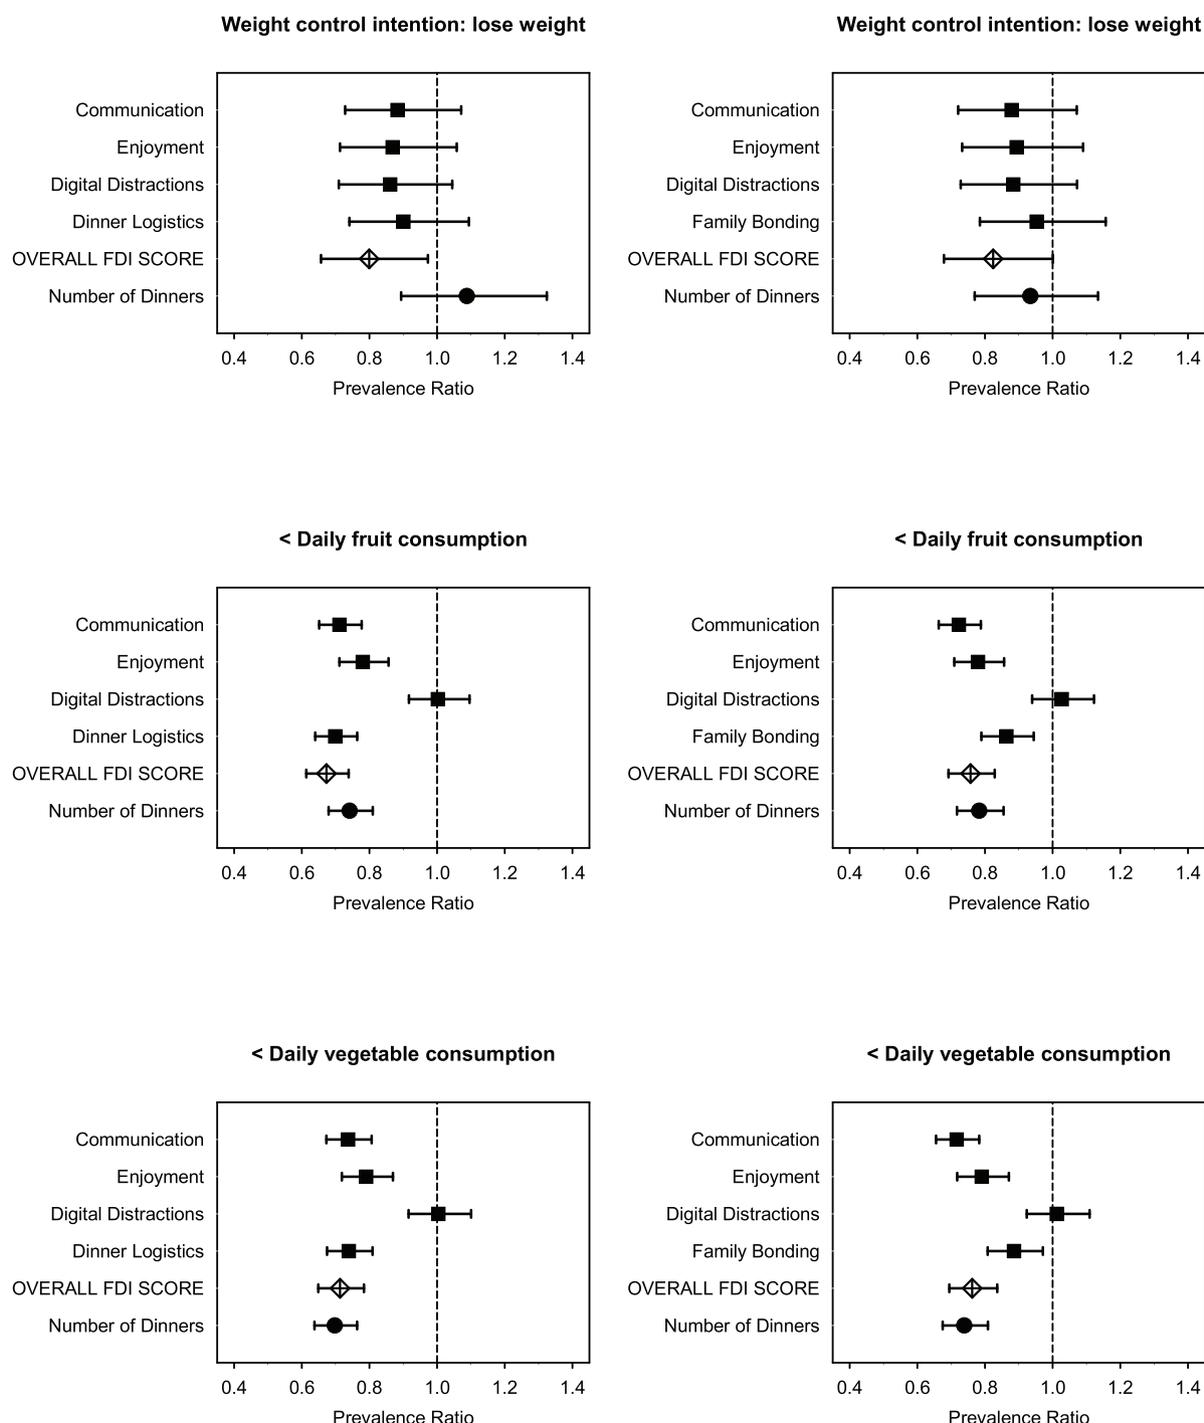 Weight control intention: lose weight
Communication
Enjoyment
Digital Distractions
Dinner Logistics
OVERALL FDI SCORE
Number of Dinners
0.4 0.6 0.8 1.0 1.2 1.4
Prevalence Ratio
Weight control intention: lose weight
Communication
Enjoyment
Digital Distractions
Family Bonding
OVERALL FDI SCORE
Number of Dinners
0.4 0.6 0.8 1.0 1.2 1.4
Prevalence Ratio
< Daily fruit consumption
Communication
Enjoyment
Digital Distractions
Dinner Logistics
OVERALL FDI SCORE
Number of Dinners
0.4 0.6 0.8 1.0 1.2 1.4
Prevalence Ratio
< Daily fruit consumption
Communication
Enjoyment
Digital Distractions
Family Bonding
OVERALL FDI SCORE
Number of Dinners
0.4 0.6 0.8 1.0 1.2 1.4
Prevalence Ratio
< Daily vegetable consumption
Communication
Enjoyment
Digital Distractions
Dinner Logistics
OVERALL FDI SCORE
Number of Dinners
0.4 0.6 0.8 1.0 1.2 1.4
Prevalence Ratio
< Daily vegetable consumption
Communication
Enjoyment
Digital Distractions
Family Bonding
OVERALL FDI SCORE
Number of Dinners
0.4 0.6 0.8 1.0 1.2 1.4
Prevalence Ratio